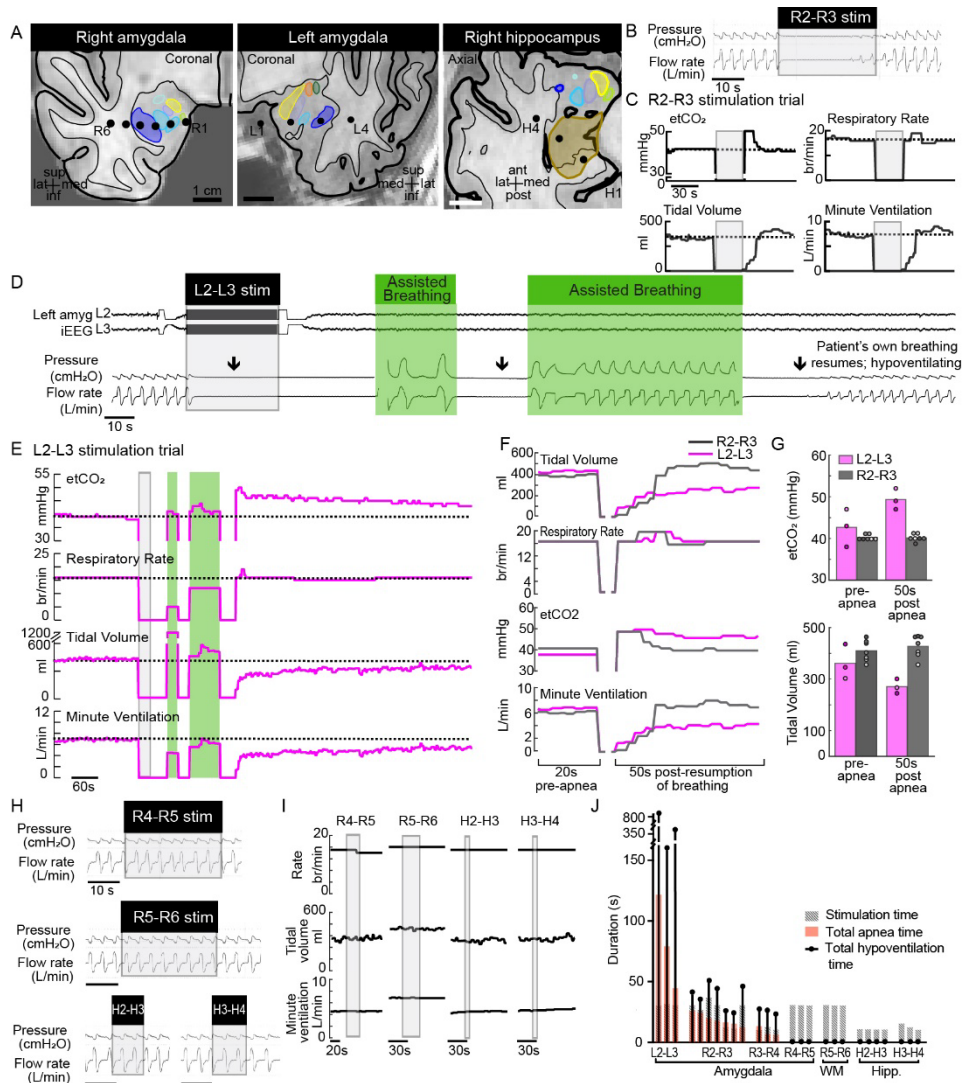 A
Right amygdala
Coronal
R6
R1
sup
lat med
inf
1 cm
Left amygdala
Coronal
L1
L4
sup
med lat
inf
Right hippocampus
Axial
H4
ant
lat med
post
H1
B
R2-R3 stim
Pressure
(cmH₂O)
Flow rate
(L/min)
10 s
C R2-R3 stimulation trial
etCO₂
50
mmHg
30
30 s
Respiratory Rate
25
br/min
0
Tidal Volume
500
ml
0
Minute Ventilation
10
L/min
0
D
L2-L3 stim
Assisted
Breathing
Assisted Breathing
Left amyg L2
iEEG L3
Pressure
(cmH₂O)
Flow rate
(L/min)
Patient's own breathing
resumes; hypoventilating
10 s
E L2-L3 stimulation trial
etCO₂
55
mmHg
30
Respiratory Rate
25
br/min
0
Tidal Volume
1200
600
ml
0
Minute Ventilation
12
L/min
0
60s
F
R2-R3
L2-L3
Tidal Volume
600
400
200
0
ml
Respiratory Rate
20
15
10
5
0
br/min
etCO2
50
40
30
mmHg
Minute Ventilation
8
6
4
2
0
L/min
20s
pre-apnea
50s post-resumption
of breathing
G
L2-L3
R2-R3
60
50
40
30
etCO₂ (mmHg)
pre-
apnea
50s
post
apnea
500
300
0
Tidal Volume (ml)
pre-
apnea
50s
post
apnea
H
R4-R5 stim
Pressure
(cmH₂O)
Flow rate
(L/min)
10 s
R5-R6 stim
Pressure
(cmH₂O)
Flow rate
(L/min)
H2-H3
H3-H4
Pressure
(cmH₂O)
Flow rate
(L/min)
I
R4-R5 R5-R6 H2-H3 H3-H4
20
Rate
br/min
0
600
Tidal
volume
ml
0
10
Minute
ventilation
L/min
0
20s 30s 30s 30s
J
800
350
150
100
50
0
Duration (s)
Stimulation time
Total apnea time
Total hypoventilation
time
L2-L3 R2-R3 R3-R4 R4-R5 R5-R6 H2-H3 H3-H4
Amygdala WM Hipp.